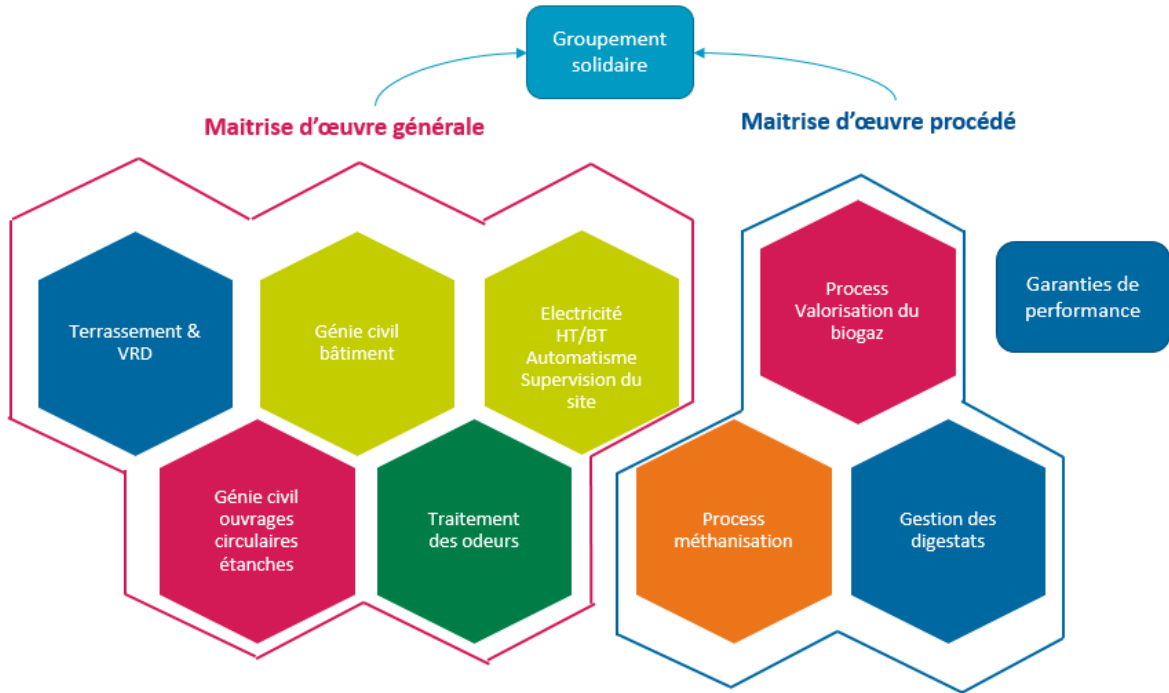 Groupement
solidaire
Maitrise d'œuvre générale
Maitrise d'œuvre procédé
Terrassement &
VRD
Génie civil
bâtiment
Electricité
HT/BT
Automatisme
Supervision du
site
Génie civil
ouvrages
circulaires
étanches
Traitement
des odeurs
Process
Valorisation du
biogaz
Garanties de
performance
Process
méthanisation
Gestion des
digestats